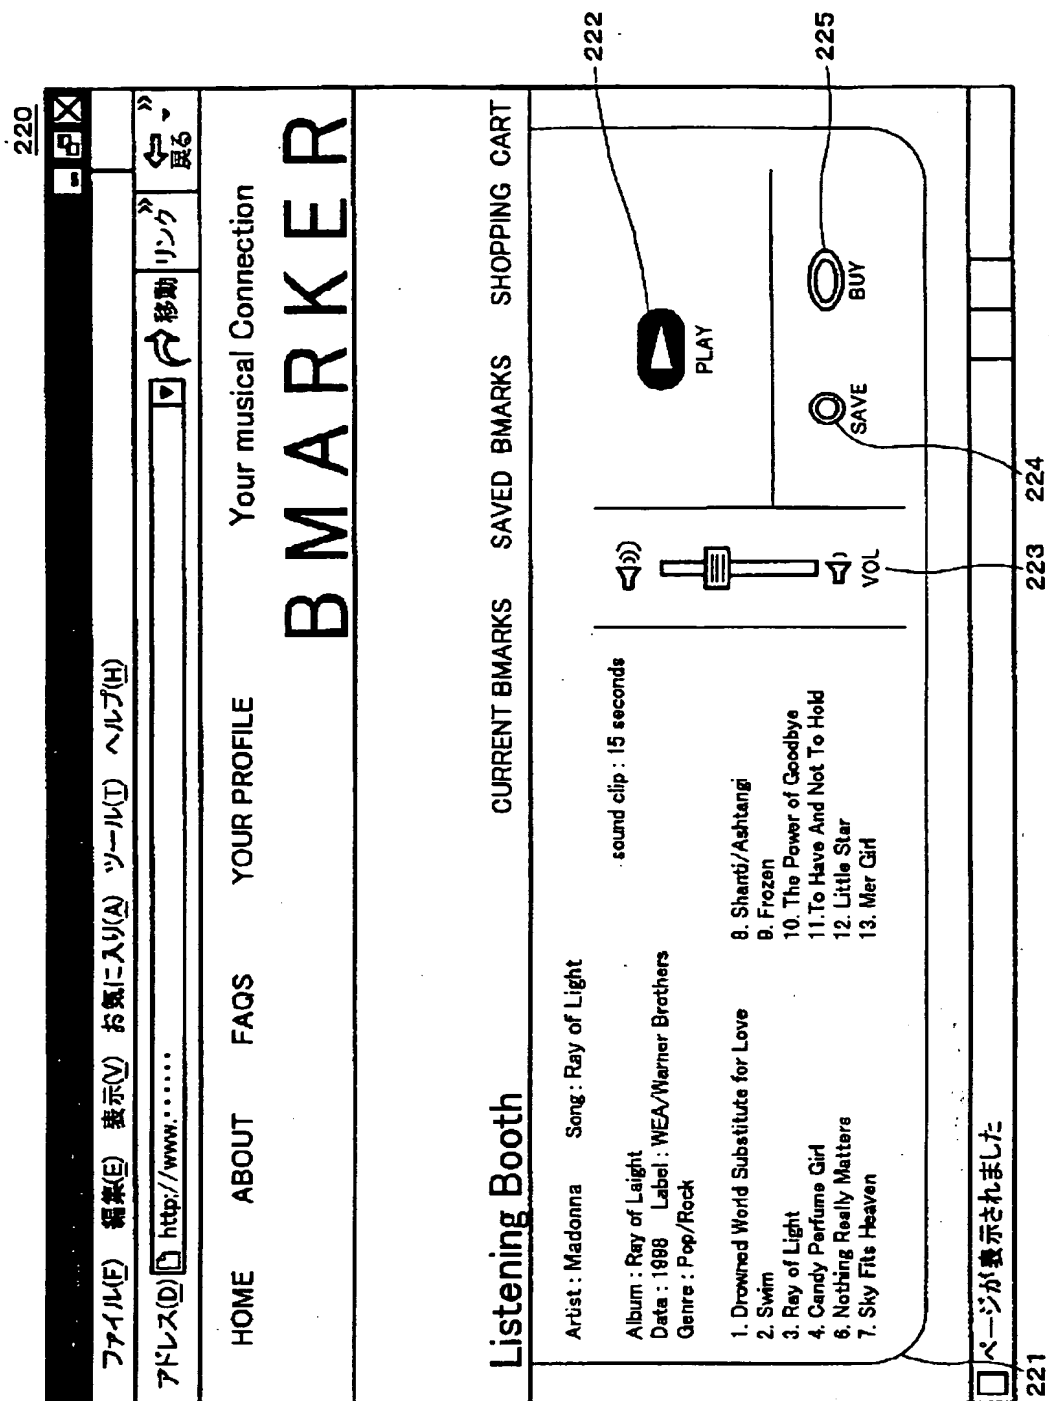 220
ファイル(F) 編集(E) 表示(V) お気に入り(A) ツール(T) ヘルプ(H)
アドレス(D) http://www.······ 移動 リンク » 戻る »
HOME ABOUT FAQS YOUR PROFILE Your musical Connection
BMARKER
Listening Booth CURRENT BMARKS SAVED BMARKS SHOPPING CART
Artist : Madonna Song : Ray of Light
sound clip : 15 seconds
Album : Ray of Laight
Data : 1998 Label : WEA/Warner Brothers
Genre : Pop/Rock
1. Drowned World Substitute for Love
2. Swim
3. Ray of Light
4. Candy Perfume Girl
6. Nothing Really Matters
7. Sky Fits Heaven
8. Shanti/Ashtangi
9. Frozen
10. The Power of Goodbye
11.To Have And Not To Hold
12. Little Star
13. Mer Girl
VOL
PLAY
SAVE
BUY
ページが表示されました
221
222
223
224
225